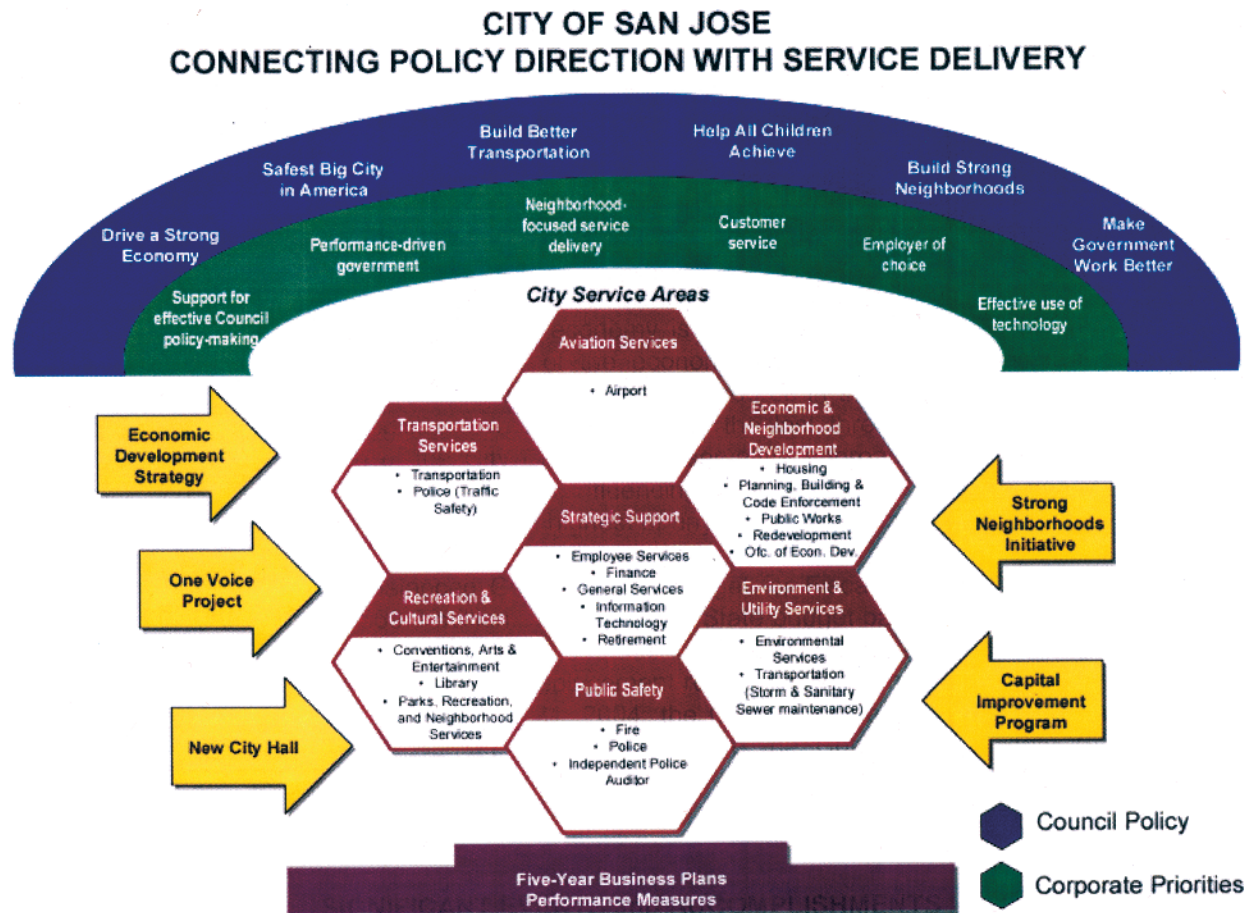 CITY OF SAN JOSE
CONNECTING POLICY DIRECTION WITH SERVICE DELIVERY
Drive a Strong
Economy
Safest Big City
in America
Build Better
Transportation
Help All Children
Achieve
Build Strong
Neighborhoods
Make
Government
Work Better
Support for
effective Council
policy-making
Performance-driven
government
Neighborhood-
focused service
delivery
Customer
service
Employer
of choice
Effective use of
technology
City Service Areas
Aviation Services
• Airport
Transportation
Services
• Transportation
• Police (Traffic
Safety)
Economic &
Neighborhood
Development
• Housing
• Planning, Building &
Code Enforcement
• Public Works
• Redevelopment
• Ofc. of Econ. Dev.
Strategic Support
• Employee Services
• Finance
• General Services
• Information
Technology
• Retirement
Recreation &
Cultural Services
• Conventions, Arts &
Entertainment
• Library
• Parks, Recreation,
and Neighborhood
Services
Environment &
Utility Services
• Environmental
Services
• Transportation
(Storm & Sanitary
Sewer maintenance)
Public Safety
• Fire
• Police
• Independent Police
Auditor
Economic
Development
Strategy
One Voice
Project
New City Hall
Strong
Neighborhoods
Initiative
Capital
Improvement
Program
Council Policy
Corporate Priorities
Five-Year Business Plans
Performance Measures